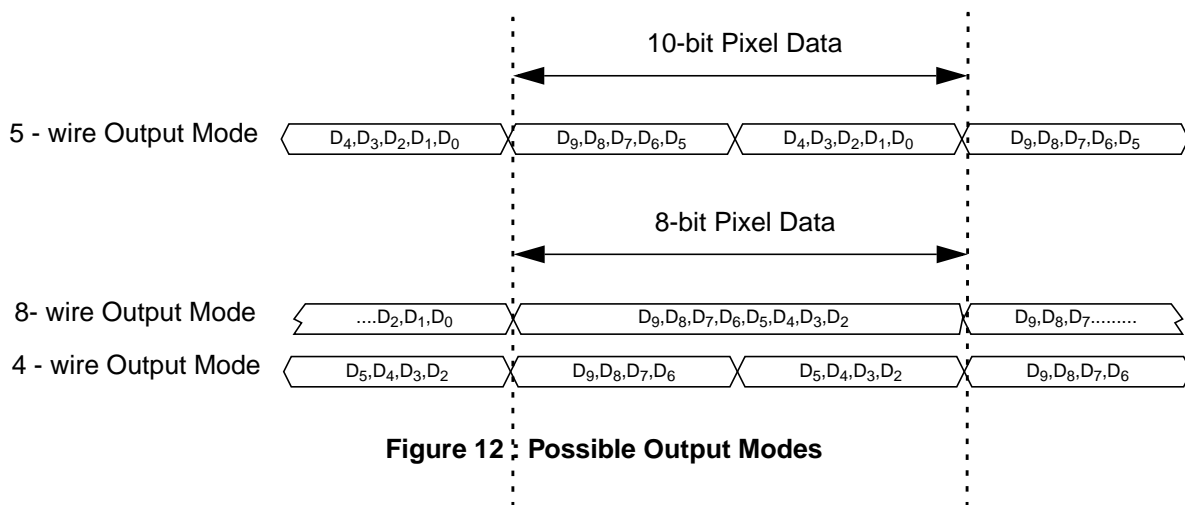 10-bit Pixel Data
5 - wire Output Mode D₄,D₃,D₂,D₁,D₀ D₉,D₈,D₇,D₆,D₅ D₄,D₃,D₂,D₁,D₀ D₉,D₈,D₇,D₆,D₅
8-bit Pixel Data
8- wire Output Mode ....D₂,D₁,D₀ D₉,D₈,D₇,D₆,D₅,D₄,D₃,D₂ D₉,D₈,D₇.........
4 - wire Output Mode D₅,D₄,D₃,D₂ D₉,D₈,D₇,D₆ D₅,D₄,D₃,D₂ D₉,D₈,D₇,D₆
Figure 12 : Possible Output Modes